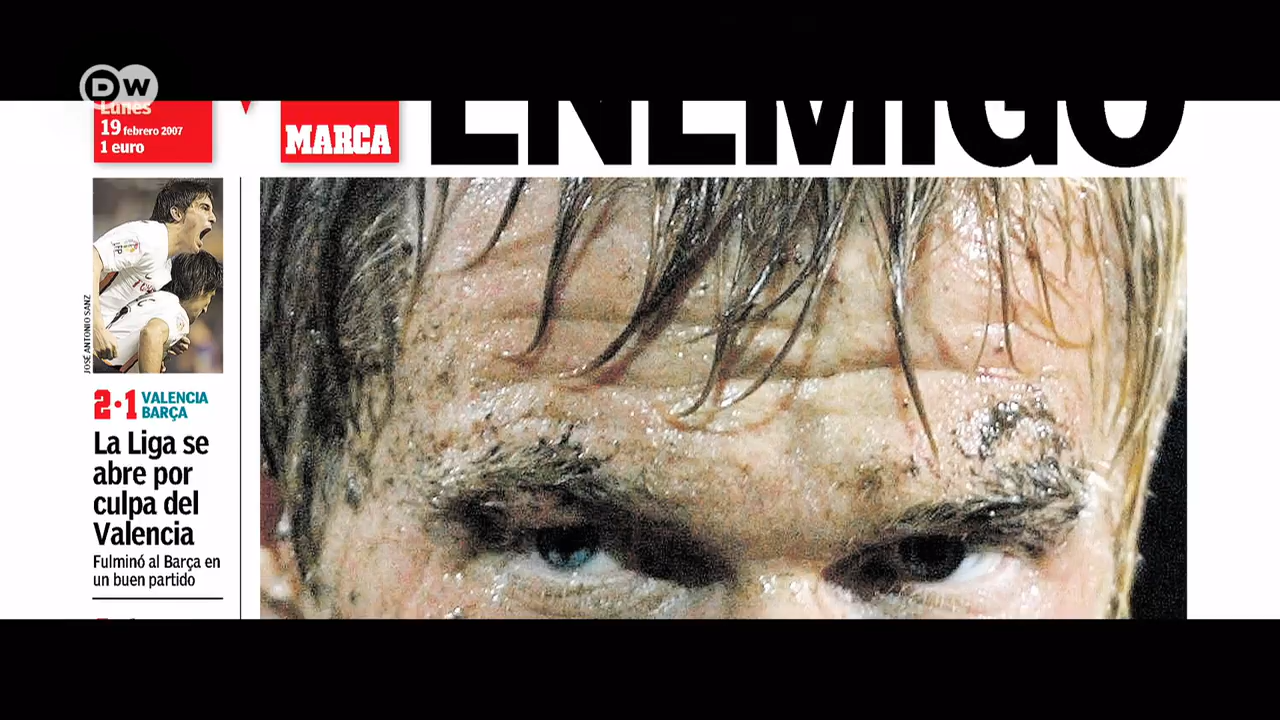 DW
Lunes
19 febrero 2007
1 euro
MARCA
ENEMIGO
JOSÉ ANTONIO SANZ
2-1 VALENCIA
BARÇA
La Liga se
abre por
culpa del
Valencia
Fulminó al Barça en
un buen partido